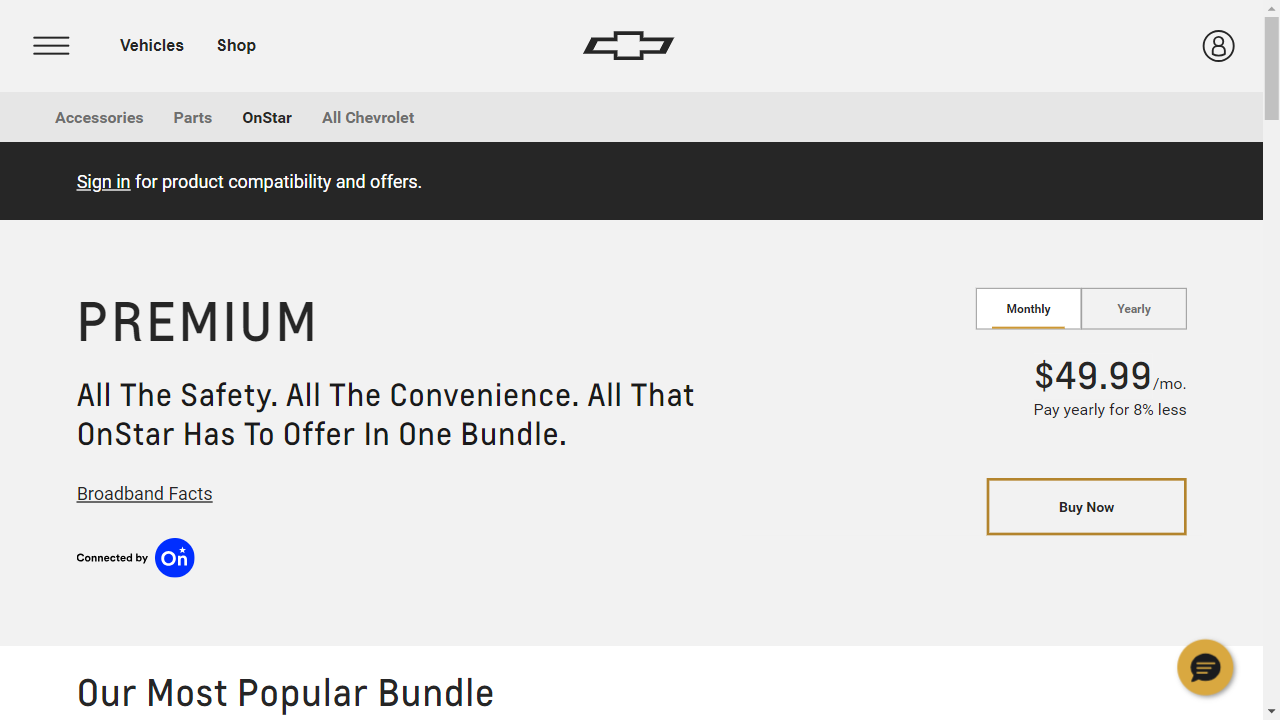 Vehicles
Shop
Accessories
Parts
OnStar
All Chevrolet
Sign in for product compatibility and offers.
PREMIUM
All The Safety. All The Convenience. All That
OnStar Has To Offer In One Bundle.
Broadband Facts
Connected by On
Monthly
Yearly
$49.99/mo.
Pay yearly for 8% less
Buy Now
Our Most Popular Bundle